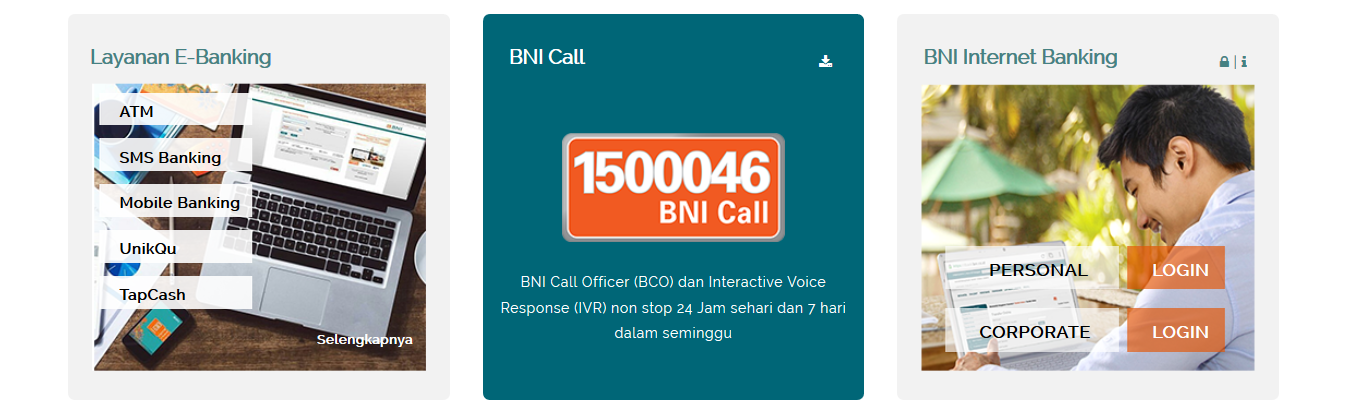 Layanan E-Banking
ATM
SMS Banking
Mobile Banking
UnikQu
TapCash
Selengkapnya
BNI Call
1500046
BNI Call
BNI Call Officer (BCO) dan Interactive Voice
Response (IVR) non stop 24 Jam sehari dan 7 hari
dalam seminggu
BNI Internet Banking
PERSONAL LOGIN
CORPORATE LOGIN